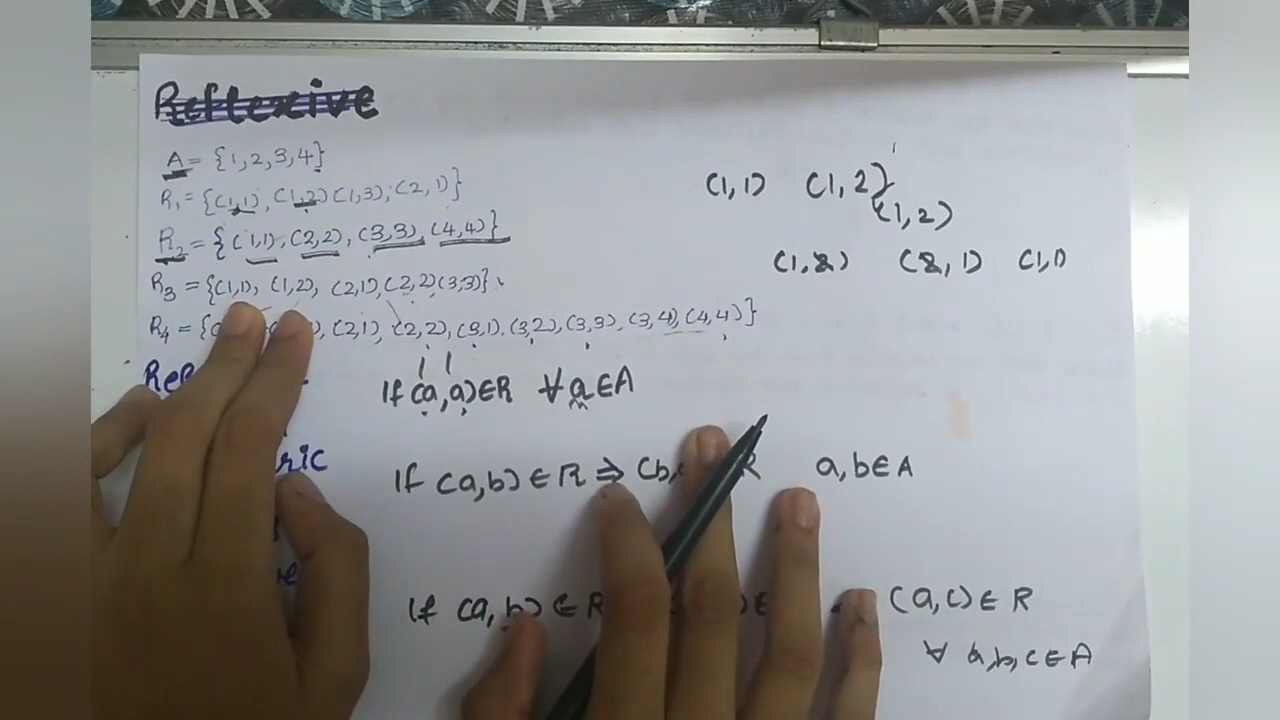 Reflexive
A = {1,2,3,4}
R₁ = {(1,1), (1,2) (1,3), (2,1)}
R₂ = {(1,1), (2,2), (3,3), (4,4)}
R₃ = {(1,1), (1,2), (2,1), (2,2), (3,3)}
R₄ = { (2,1), (2,2), (3,1), (3,2), (3,3), (3,4), (4,4)}
(1,1) (1,2}
(1,2)
(1,2) (2,1) (1,1)
If (a,a) ∈ R ∀ a ∈ A
If (a,b) ∈ R ⇒ (b, R a, b ∈ A
If (a,b) ∈ R (a,c) ∈ R
∀ a,b,c ∈ A